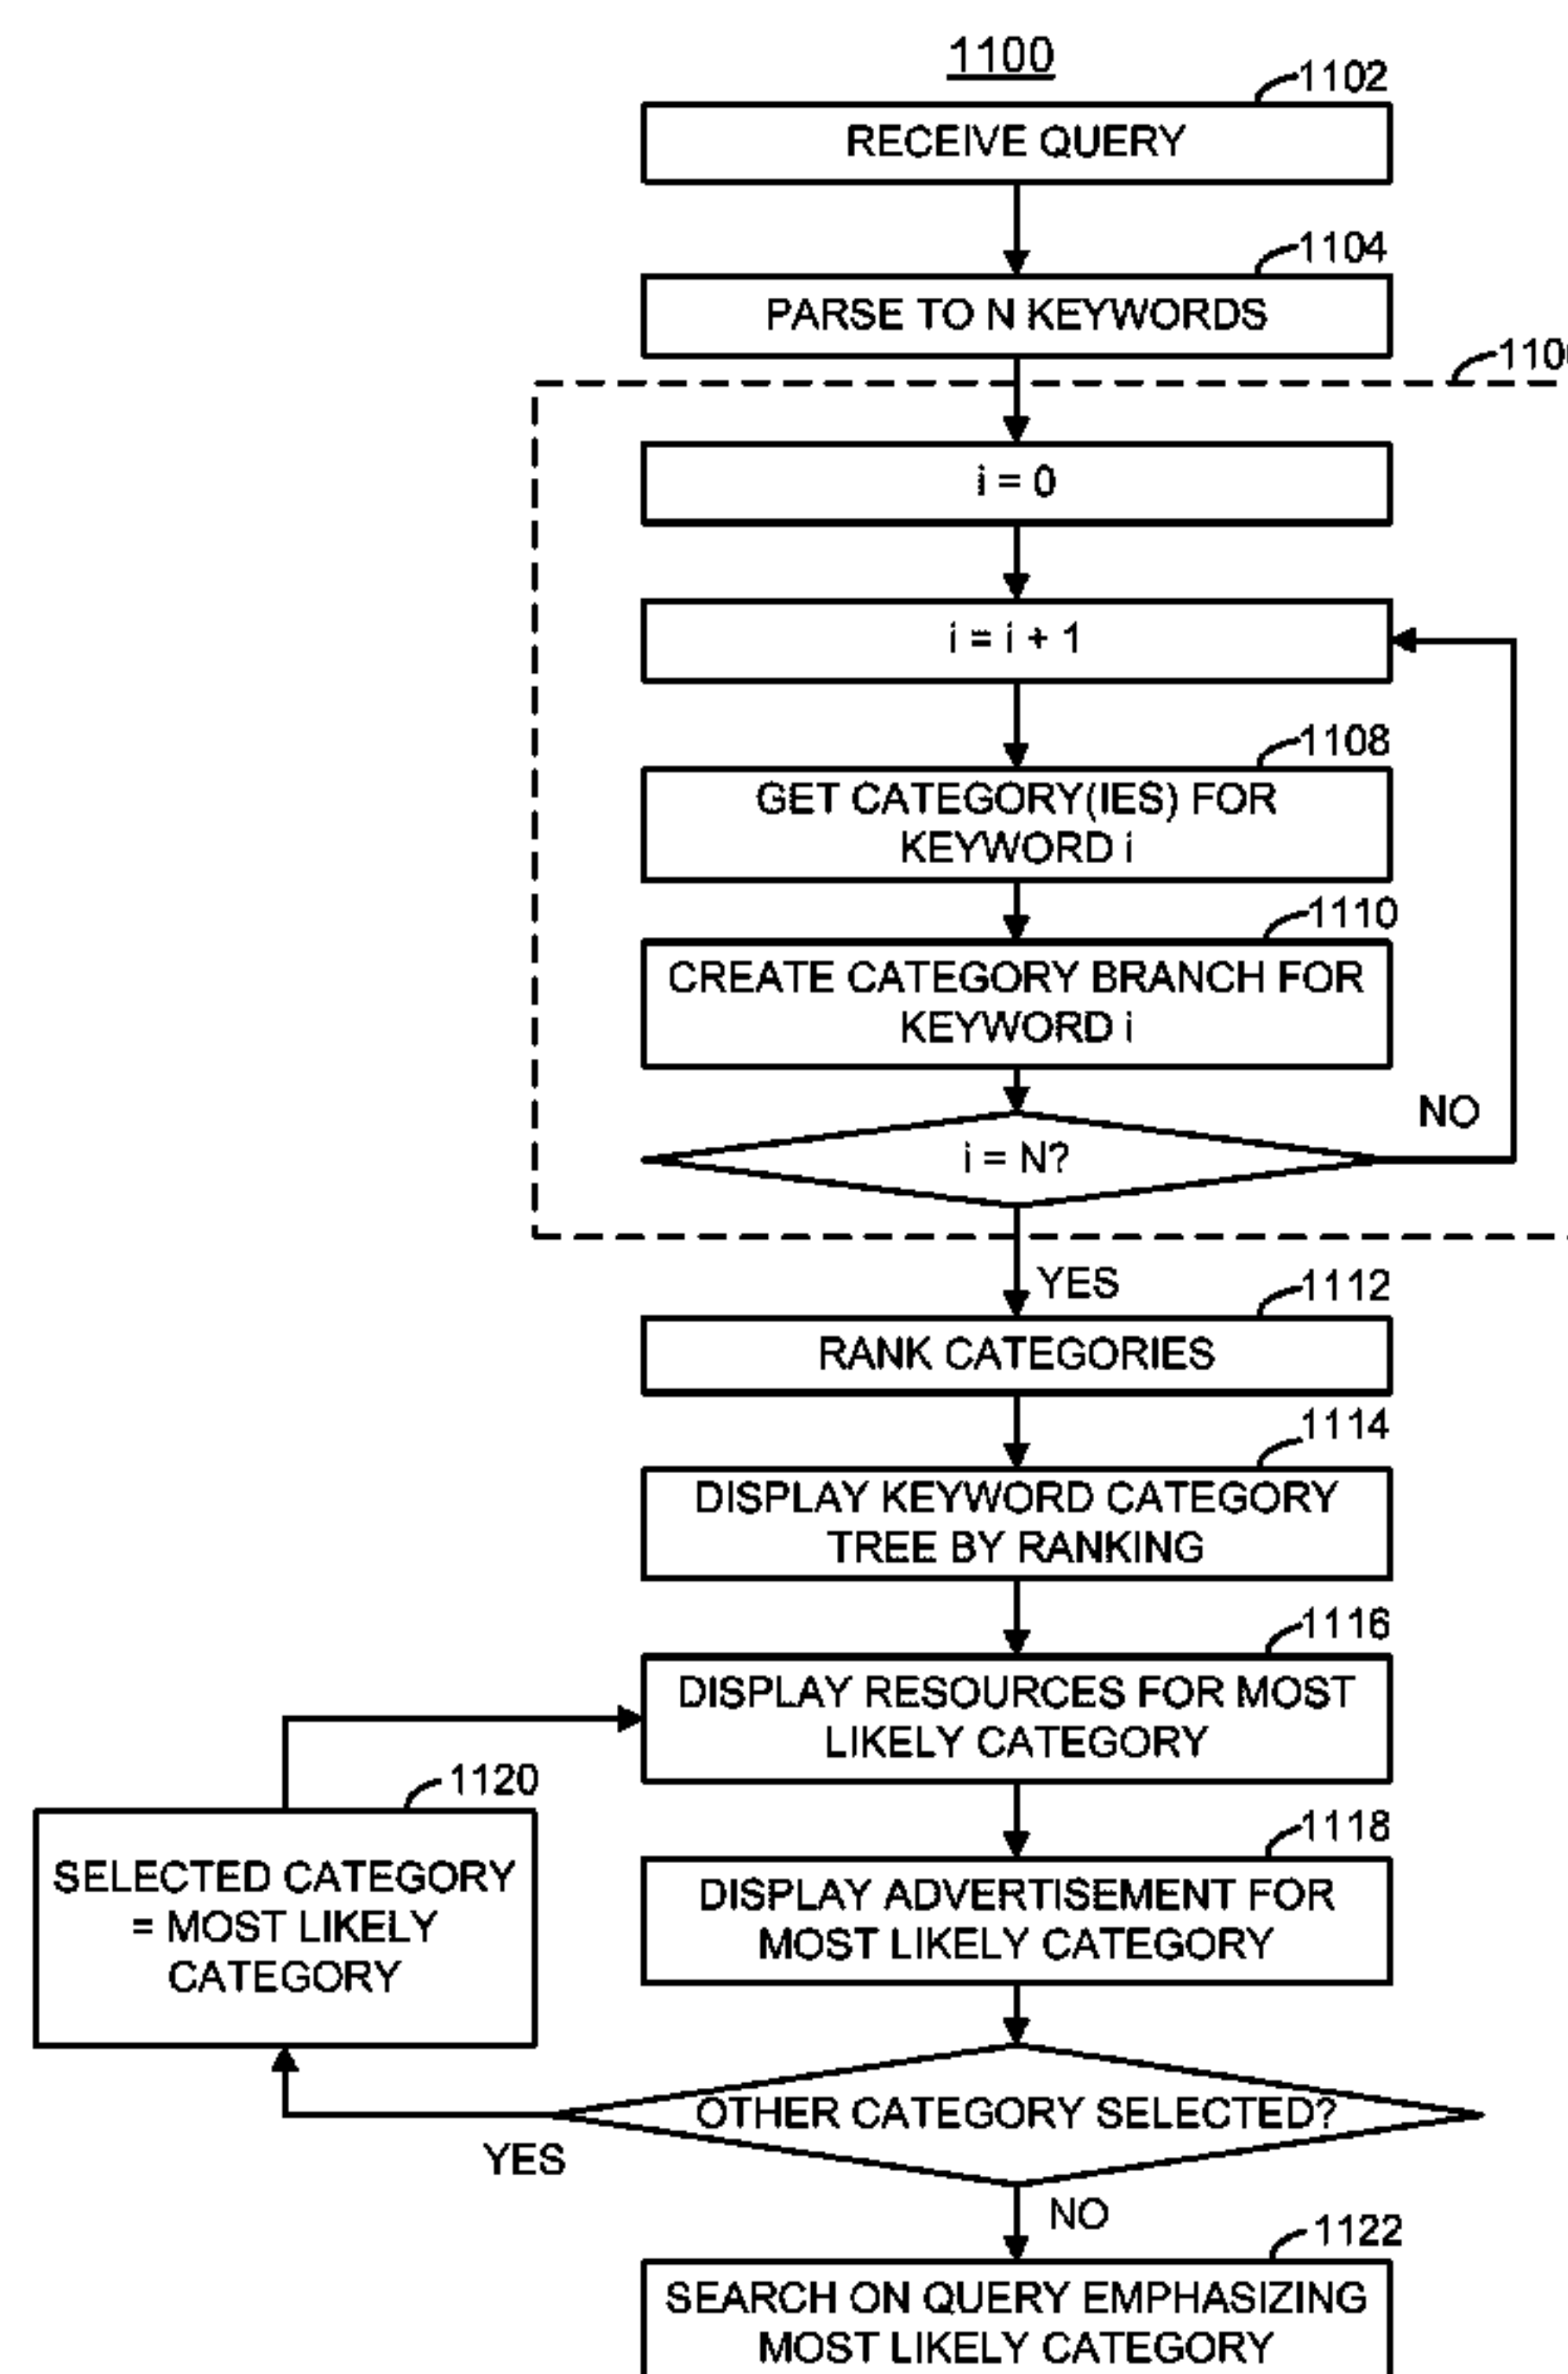 1100
1102
RECEIVE QUERY
1104
PARSE TO N KEYWORDS
110
i = 0
i = i + 1
1108
GET CATEGORY(IES) FOR
KEYWORD i
1110
CREATE CATEGORY BRANCH FOR
KEYWORD i
NO
i = N?
YES
1112
RANK CATEGORIES
1114
DISPLAY KEYWORD CATEGORY
TREE BY RANKING
1116
DISPLAY RESOURCES FOR MOST
LIKELY CATEGORY
1120
SELECTED CATEGORY
= MOST LIKELY
CATEGORY
1118
DISPLAY ADVERTISEMENT FOR
MOST LIKELY CATEGORY
OTHER CATEGORY SELECTED?
YES
NO
1122
SEARCH ON QUERY EMPHASIZING
MOST LIKELY CATEGORY